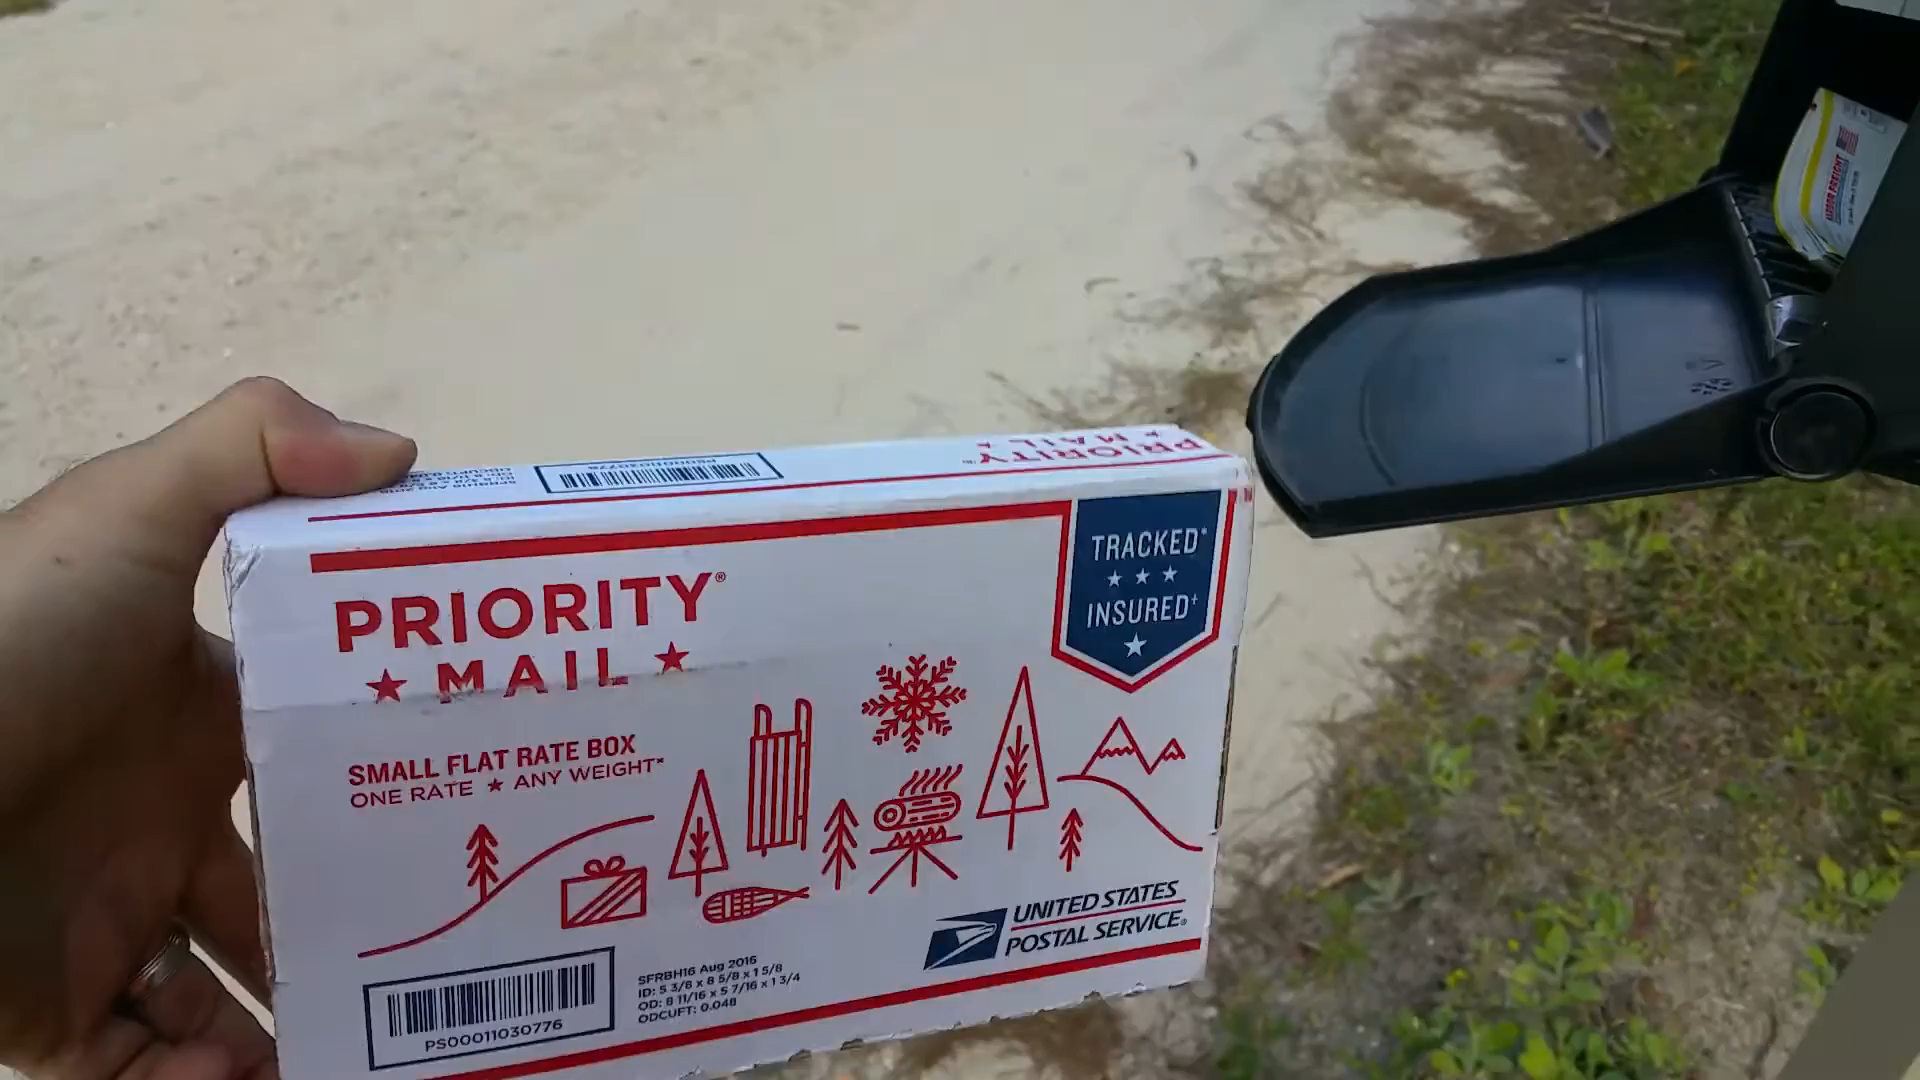 PRIORITY
MAIL
PRIORITY®
MAIL
TRACKED*
INSURED†
SMALL FLAT RATE BOX
ONE RATE ★ ANY WEIGHT*
UNITED STATES
POSTAL SERVICE®
PS00011030776
SFRBH16 Aug 2016
ID: 5 3/8 x 8 5/8 x 1 5/8
OD: 8 11/16 x 5 7/16 x 1 3/4
ODCUFT: 0.048
HARBOR FREIGHT